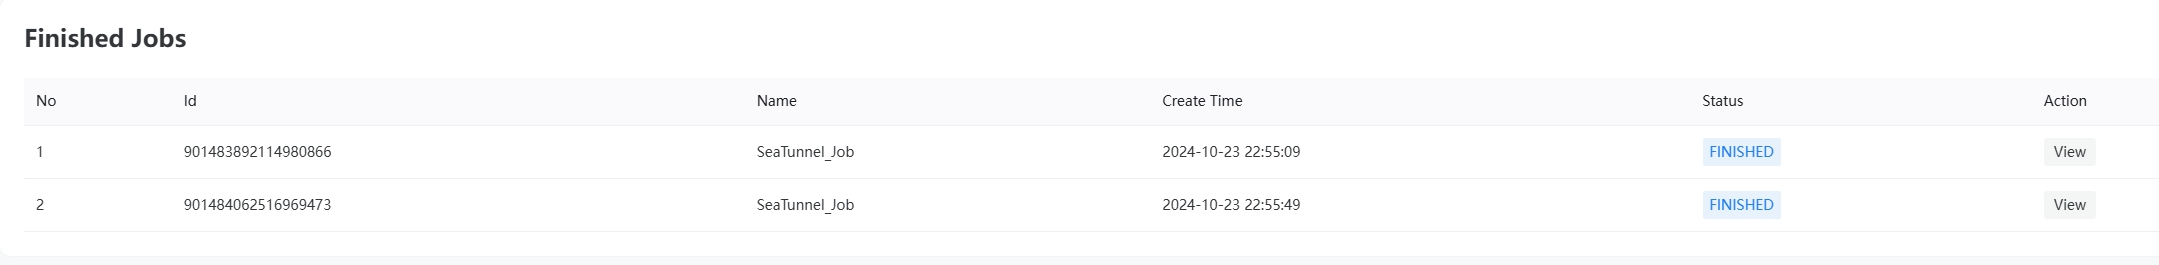 Finished Jobs
No Id Name Create Time Status Action
1 901483892114980866 SeaTunnel_Job 2024-10-23 22:55:09 FINISHED View
2 901484062516969473 SeaTunnel_Job 2024-10-23 22:55:49 FINISHED View